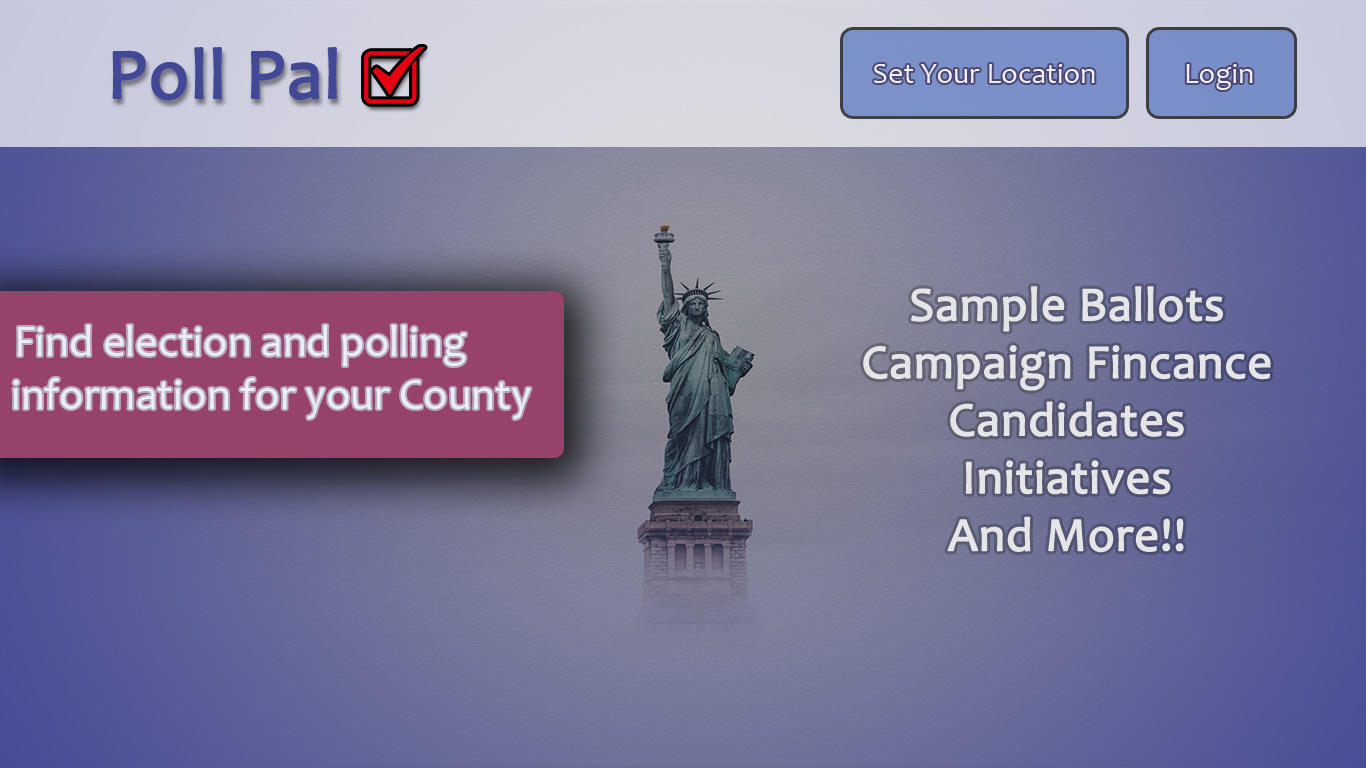 Poll Pal
Set Your Location
Login
Find election and polling
information for your County
Sample Ballots
Campaign Fincance
Candidates
Initiatives
And More!!